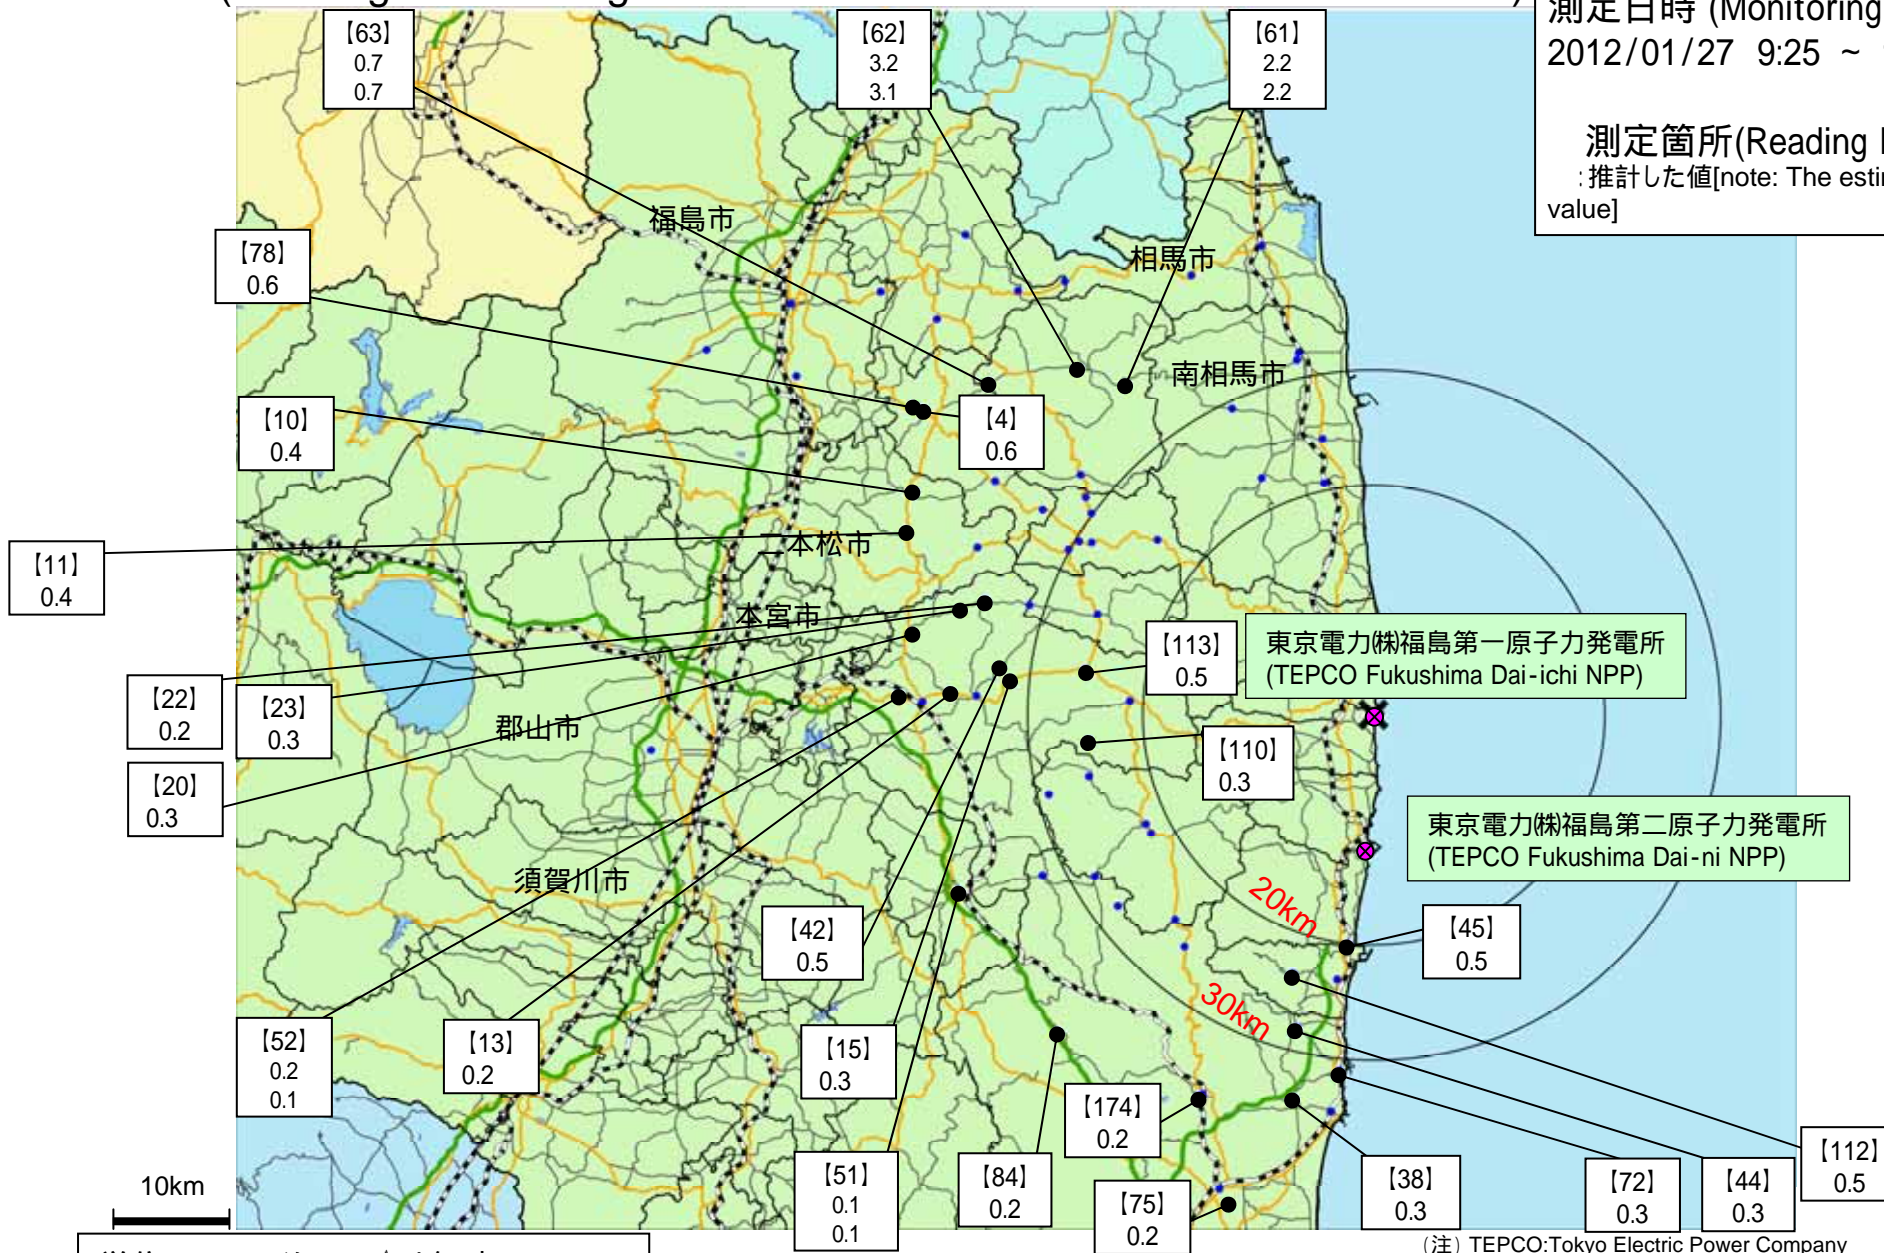 測定日時 (Monitoring
2012/01/27 9:25 ~
測定箇所(Reading
:推計した値[note: The esti
value]
【63】
0.7
0.7
【62】
3.2
3.1
【61】
2.2
2.2
福島市
相馬市
【78】
0.6
南相馬市
【10】
0.4
【4】
0.6
二本松市
【11】
0.4
本宮市
【113】
0.5
東京電力㈱福島第一原子力発電所
(TEPCO Fukushima Dai-ichi NPP)
【22】
0.2
【23】
0.3
郡山市
【110】
0.3
【20】
0.3
東京電力㈱福島第二原子力発電所
(TEPCO Fukushima Dai-ni NPP)
須賀川市
20km
【42】
0.5
【45】
0.5
30km
【52】
0.2
0.1
【13】
0.2
【15】
0.3
【174】
0.2
【112】
0.5
【51】
0.1
0.1
【84】
0.2
【75】
0.2
【38】
0.3
【72】
0.3
【44】
0.3
10km
(注) TEPCO:Tokyo Electric Power Company